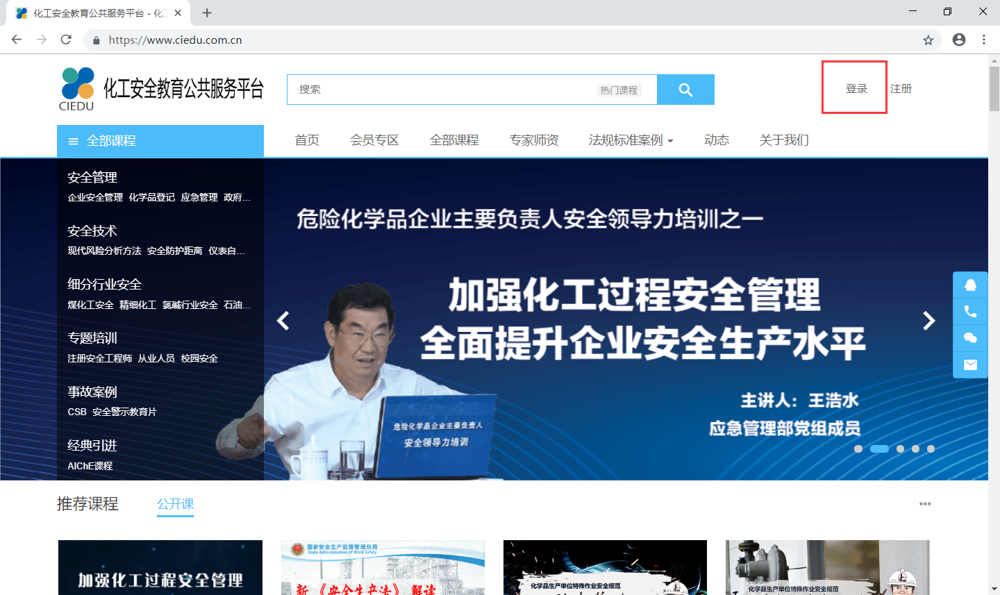 化工安全教育公共服务平台 - 化工
https://www.ciedu.com.cn
CIEDU
化工安全教育公共服务平台
搜索
热门课程
登录
注册
全部课程
首页
会员专区
全部课程
专家师资
法规标准案例
动态
关于我们
安全管理
企业安全管理 化学品登记 应急管理 政府...
安全技术
现代风险分析方法 安全防护距离 仪表自...
细分行业安全
煤化工安全 精细化工 氯碱行业安全 石油...
专题培训
注册安全工程师 从业人员 校园安全
事故案例
CSB 安全警示教育片
经典引进
AIChE课程
危险化学品企业主要负责人安全领导力培训之一
加强化工过程安全管理
全面提升企业安全生产水平
主讲人：王浩水
应急管理部党组成员
危险化学品企业主要负责人
安全领导力培训
推荐课程
公开课
加强化工过程安全管理
国家安全生产监督管理总局
State Administration of Work Safety
新《安全生产法》解读
化学品生产单位特殊作业安全规范
化学品生产单位特殊作业安全规范